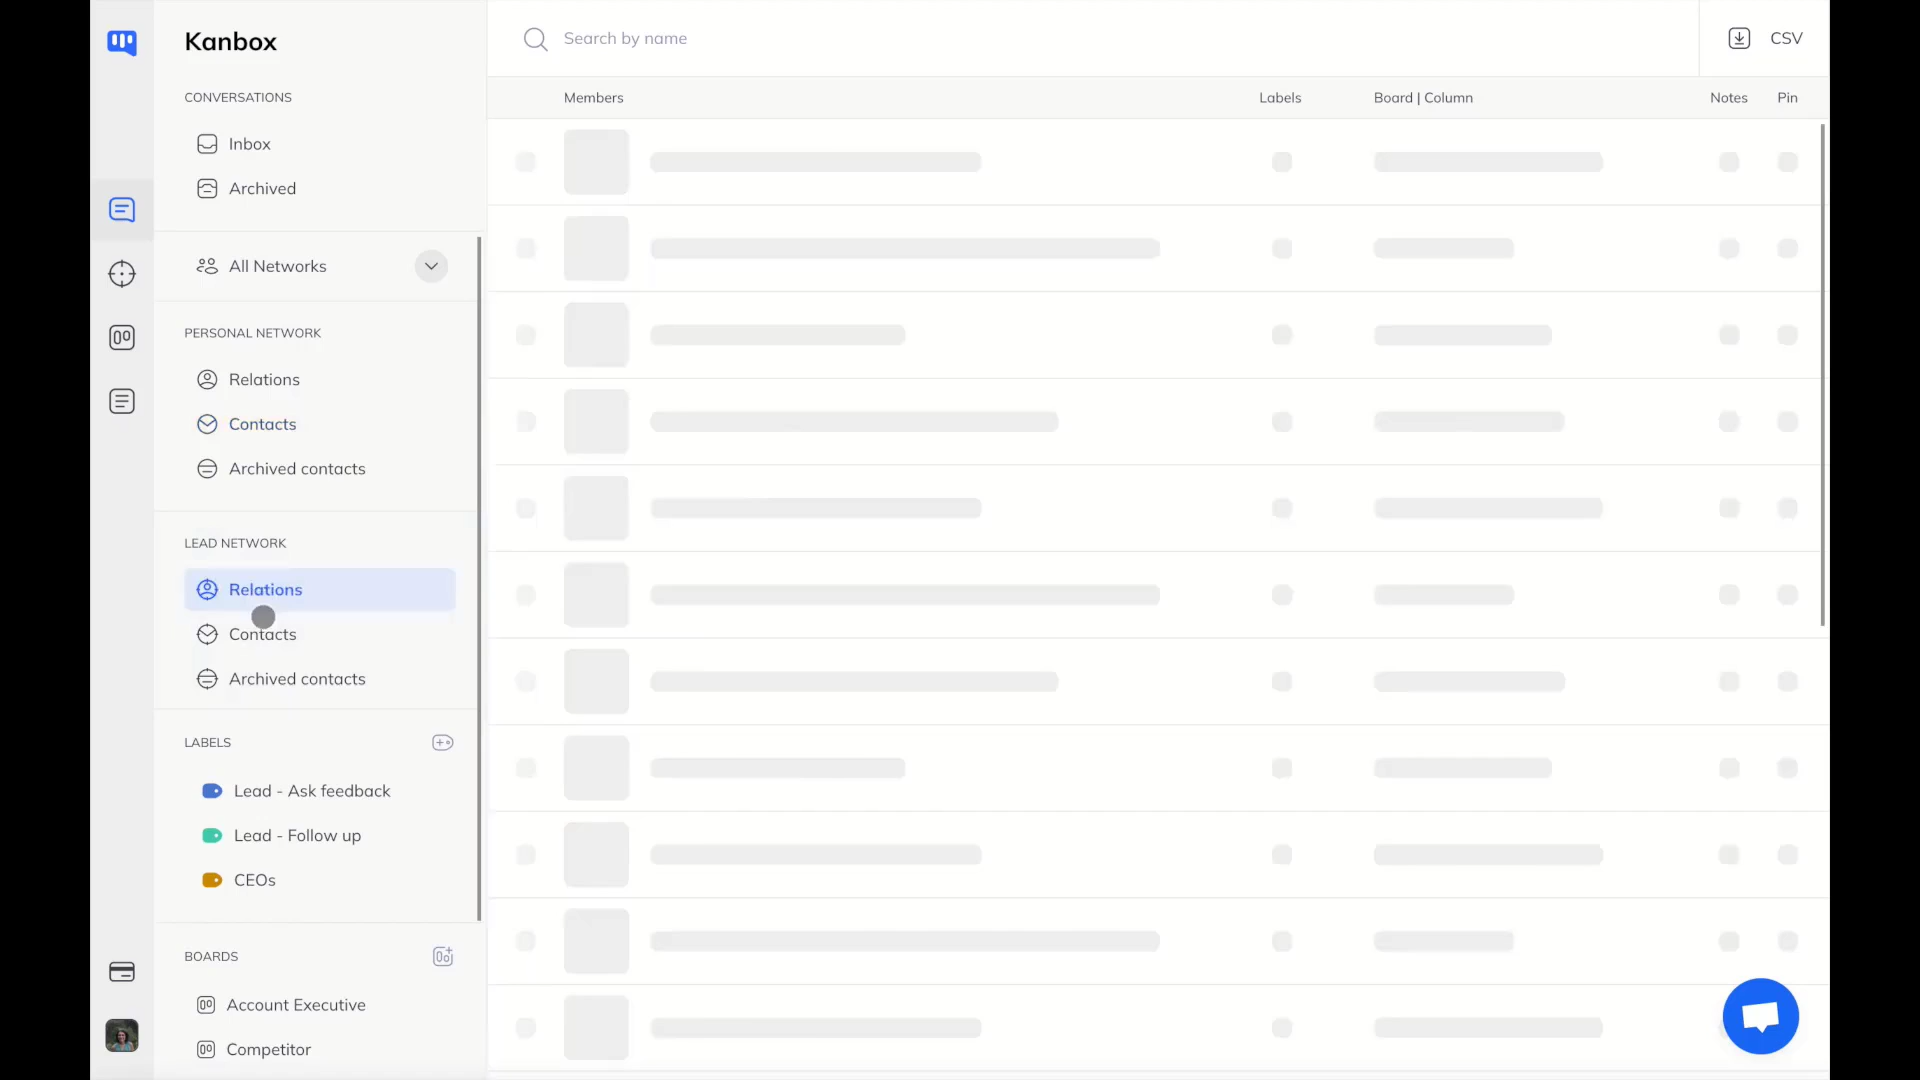 Kanbox
CONVERSATIONS
Inbox
Archived
All Networks
PERSONAL NETWORK
Relations
Contacts
Archived contacts
LEAD NETWORK
Relations
Contacts
Archived contacts
LABELS
Lead - Ask feedback
Lead - Follow up
CEOs
BOARDS
Account Executive
Competitor
Search by name
CSV
Members
Labels
Board | Column
Notes
Pin